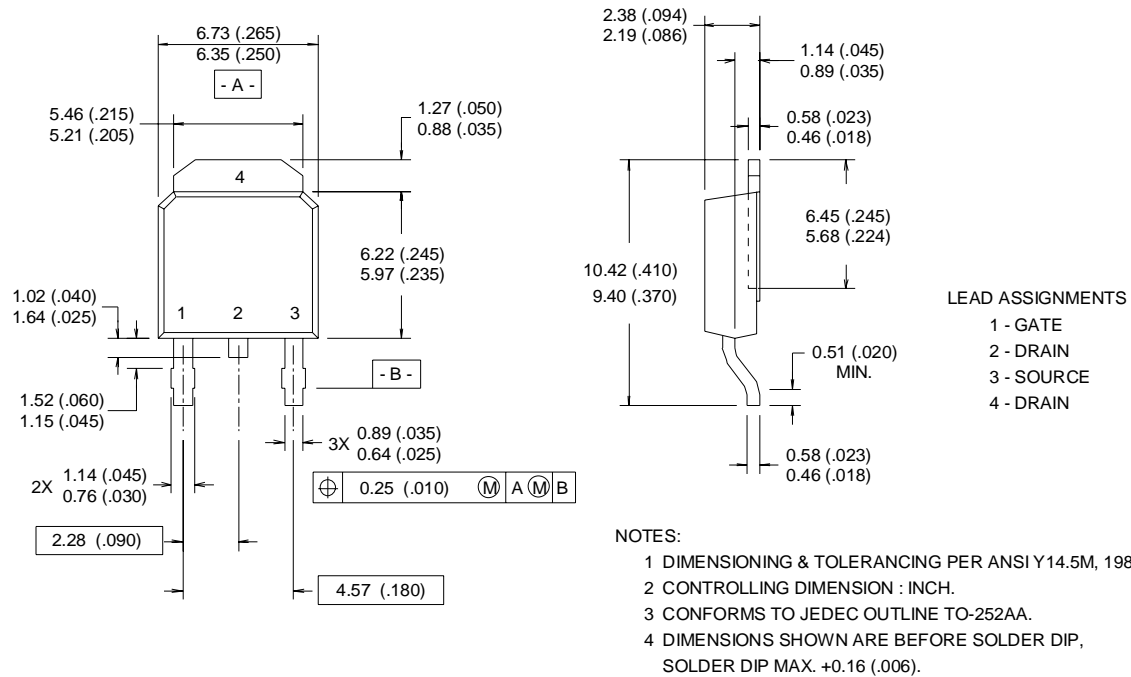 6.73 (.265)
6.35 (.250)
- A -
5.46 (.215)
5.21 (.205)
1.27 (.050)
0.88 (.035)
4
6.22 (.245)
5.97 (.235)
1.02 (.040)
1.64 (.025)
1 2 3
- B -
1.52 (.060)
1.15 (.045)
3X 0.89 (.035)
0.64 (.025)
2X 1.14 (.045)
0.76 (.030)
0.25 (.010) M A M B
2.28 (.090)
4.57 (.180)
2.38 (.094)
2.19 (.086)
1.14 (.045)
0.89 (.035)
0.58 (.023)
0.46 (.018)
6.45 (.245)
5.68 (.224)
10.42 (.410)
9.40 (.370)
0.51 (.020)
MIN.
0.58 (.023)
0.46 (.018)
LEAD ASSIGNMENTS
1 - GATE
2 - DRAIN
3 - SOURCE
4 - DRAIN
NOTES:
1 DIMENSIONING & TOLERANCING PER ANSI Y14.5M, 198
2 CONTROLLING DIMENSION : INCH.
3 CONFORMS TO JEDEC OUTLINE TO-252AA.
4 DIMENSIONS SHOWN ARE BEFORE SOLDER DIP,
SOLDER DIP MAX. +0.16 (.006).